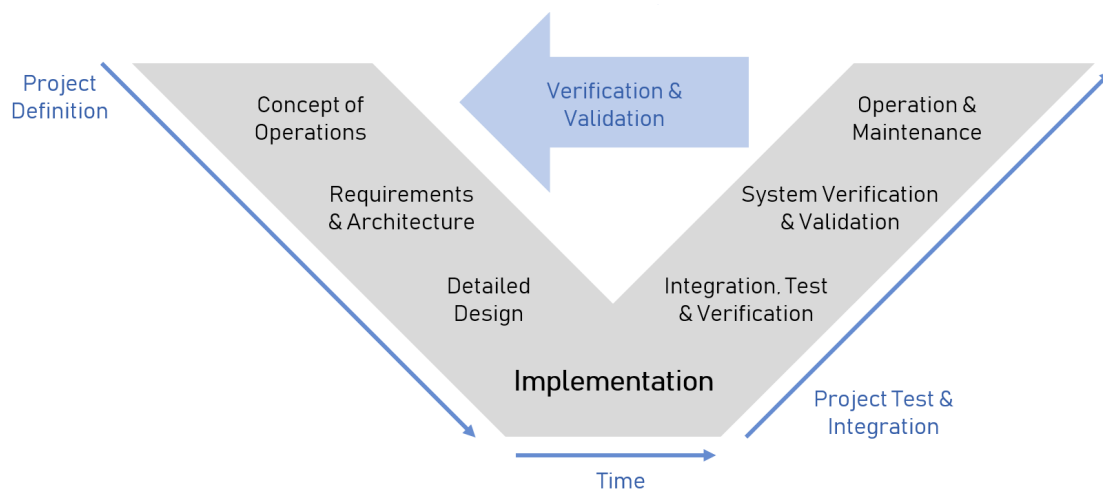 Project
Definition
Concept of
Operations
Requirements
& Architecture
Detailed
Design
Implementation
Verification &
Validation
Operation &
Maintenance
System Verification
& Validation
Integration, Test
& Verification
Project Test &
Integration
Time